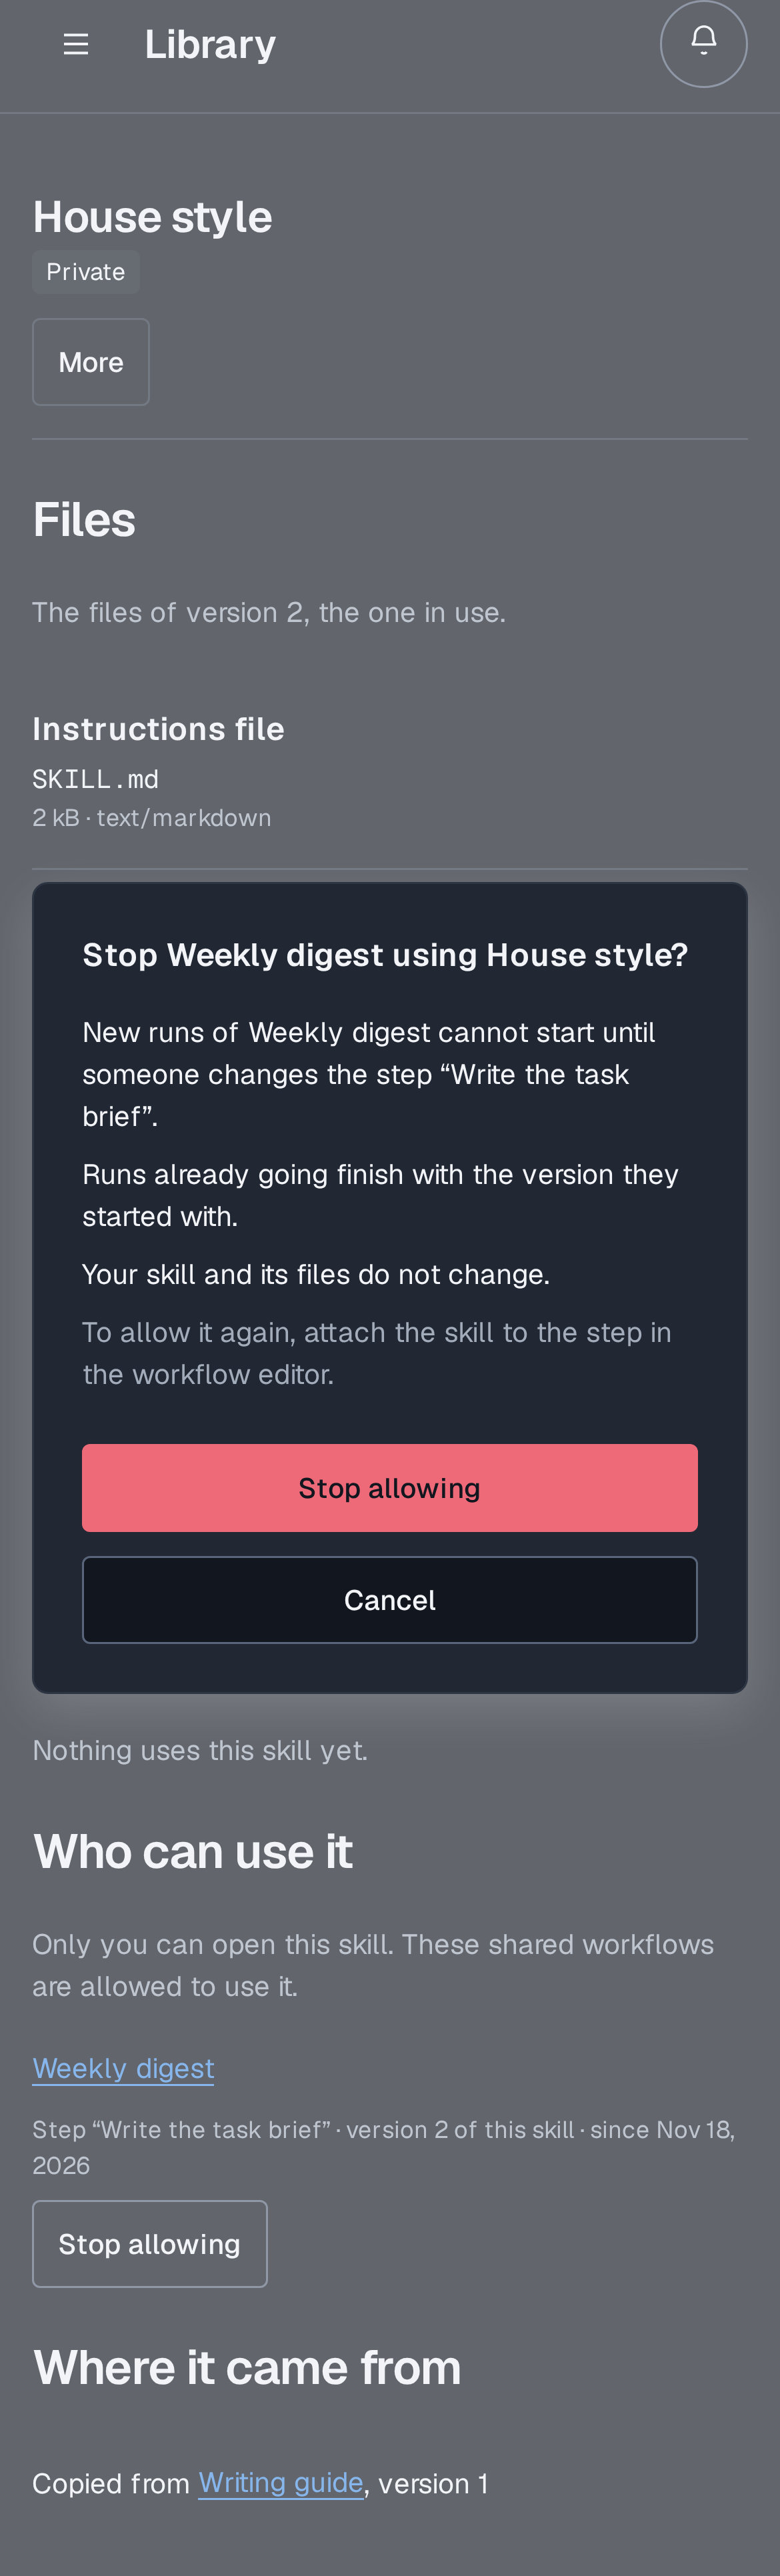 Library
House style
Private
More
Files
The files of version 2, the one in use.
Instructions file
SKILL.md
2 kB · text/markdown
Stop Weekly digest using House style?
New runs of Weekly digest cannot start until
someone changes the step “Write the task
brief”.
Runs already going finish with the version they
started with.
Your skill and its files do not change.
To allow it again, attach the skill to the step in
the workflow editor.
Stop allowing
Cancel
Nothing uses this skill yet.
Who can use it
Only you can open this skill. These shared workflows
are allowed to use it.
Weekly digest
Step “Write the task brief” · version 2 of this skill · since Nov 18,
2026
Stop allowing
Where it came from
Copied from Writing guide, version 1